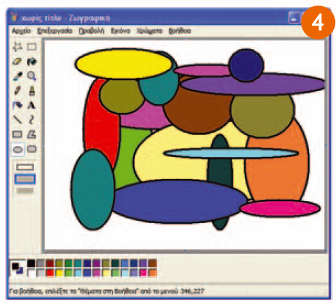 χωρίς τίτλο - Ζωγραφική
4
Αρχείο Επεξεργασία Προβολή Εικόνα Χρώματα Βοήθεια
A
Για βοήθεια, επιλέξτε το "Θέματα στη Βοήθεια" από το μενού 346,227